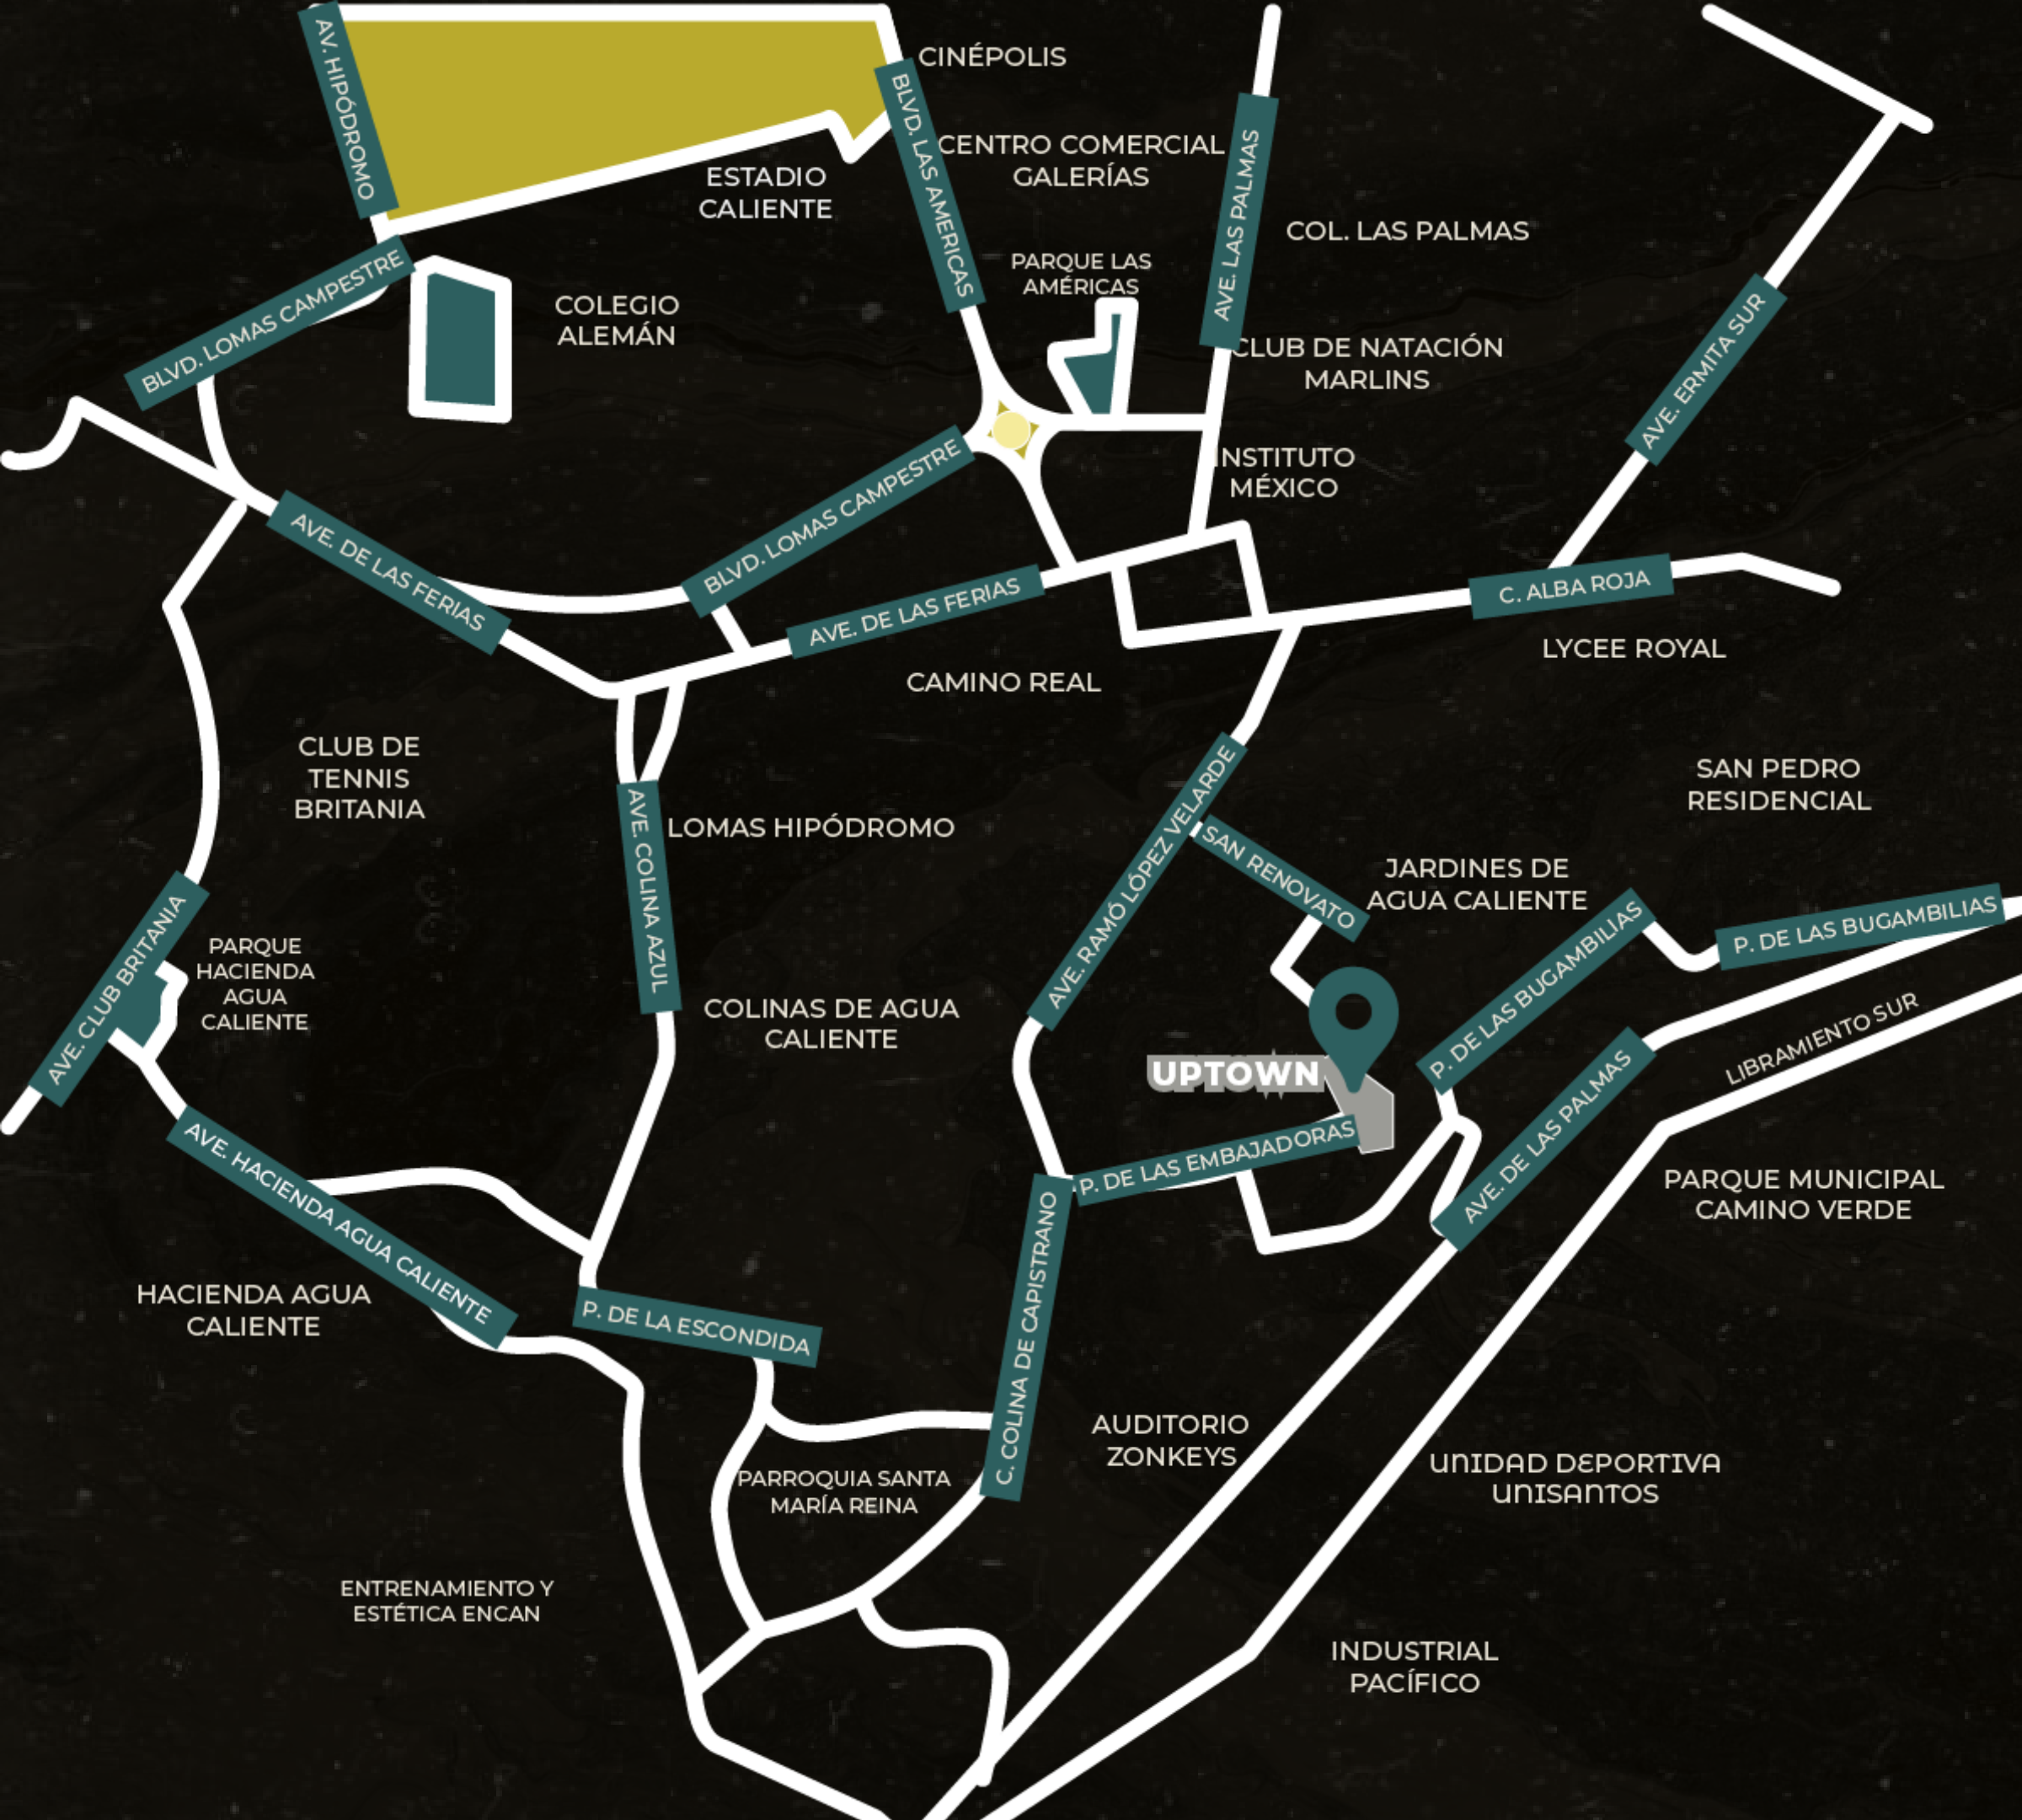 AV. HIPÓDROMO
CINÉPOLIS
BLVD. LAS AMERICAS
CENTRO COMERCIAL
GALERÍAS
AVE. LAS PALMAS
ESTADIO
CALIENTE
COL. LAS PALMAS
PARQUE LAS
AMÉRICAS
BLVD. LOMAS CAMPESTRE
COLEGIO
ALEMÁN
CLUB DE NATACIÓN
MARLINS
AVE. ERMITA SUR
INSTITUTO
MÉXICO
BLVD. LOMAS CAMPESTRE
AVE. DE LAS FERIAS
AVE. DE LAS FERIAS
C. ALBA ROJA
LYCEE ROYAL
CAMINO REAL
CLUB DE
TENNIS
BRITANIA
SAN PEDRO
RESIDENCIAL
AVE. COLINA AZUL
LOMAS HIPÓDROMO
AVE. RAMÓ LÓPEZ VELARDE
SAN RENOVATO
JARDINES DE
AGUA CALIENTE
P. DE LAS BUGAMBILIAS
P. DE LAS BUGAMBILIAS
AVE. CLUB BRITANIA
PARQUE
HACIENDA
AGUA
CALIENTE
COLINAS DE AGUA
CALIENTE
LIBRAMIENTO SUR
UPTOWN
AVE. DE LAS PALMAS
P. DE LAS EMBAJADORAS
AVE. HACIENDA AGUA CALIENTE
PARQUE MUNICIPAL
CAMINO VERDE
C. COLINA DE CAPISTRANO
HACIENDA AGUA
CALIENTE
P. DE LA ESCONDIDA
AUDITORIO
ZONKEYS
UNIDAD DEPORTIVA
UNISANTOS
PARROQUIA SANTA
MARÍA REINA
ENTRENAMIENTO Y
ESTÉTICA ENCAN
INDUSTRIAL
PACÍFICO